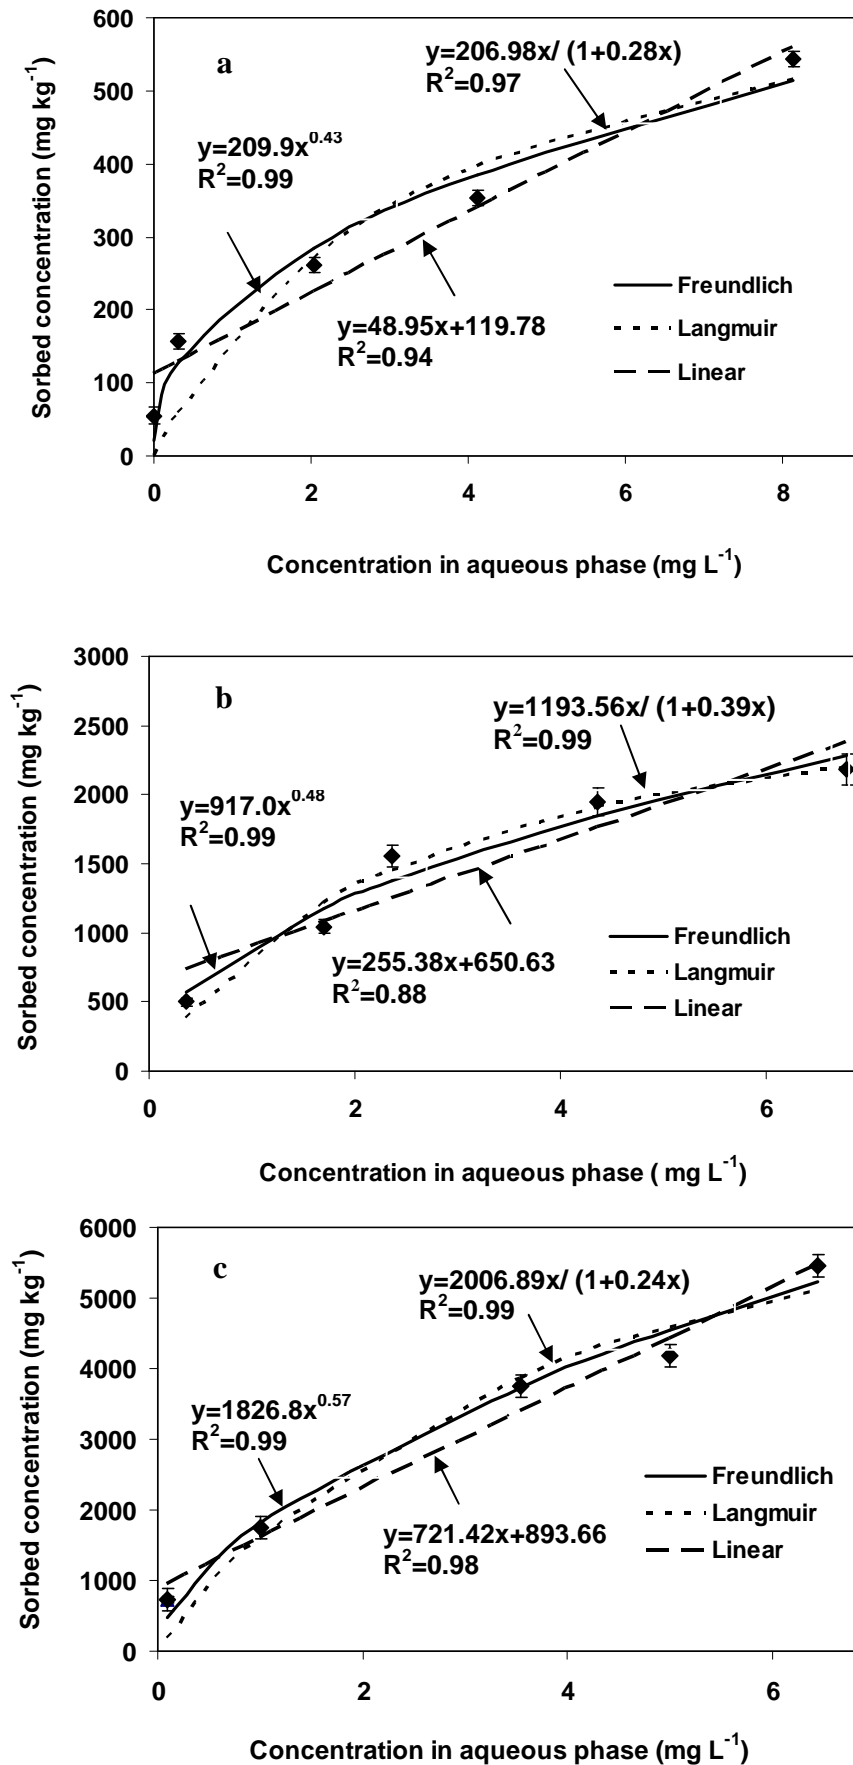 600
500
400
300
200
100
0
Sorbed concentration (mg kg⁻¹)
a
y=206.98x/ (1+0.28x)
R²=0.97
y=209.9x^0.43
R²=0.99
y=48.95x+119.78
R²=0.94
Freundlich
Langmuir
Linear
0 2 4 6 8
Concentration in aqueous phase (mg L⁻¹)
3000
2500
2000
1500
1000
500
0
Sorbed concentration (mg kg⁻¹)
b
y=1193.56x/ (1+0.39x)
R²=0.99
y=917.0x^0.48
R²=0.99
y=255.38x+650.63
R²=0.88
Freundlich
Langmuir
Linear
0 2 4 6
Concentration in aqueous phase ( mg L⁻¹)
6000
5000
4000
3000
2000
1000
0
Sorbed concentration (mg kg⁻¹)
c
y=2006.89x/ (1+0.24x)
R²=0.99
y=1826.8x^0.57
R²=0.99
y=721.42x+893.66
R²=0.98
Freundlich
Langmuir
Linear
0 2 4 6
Concentration in aqueous phase (mg L⁻¹)